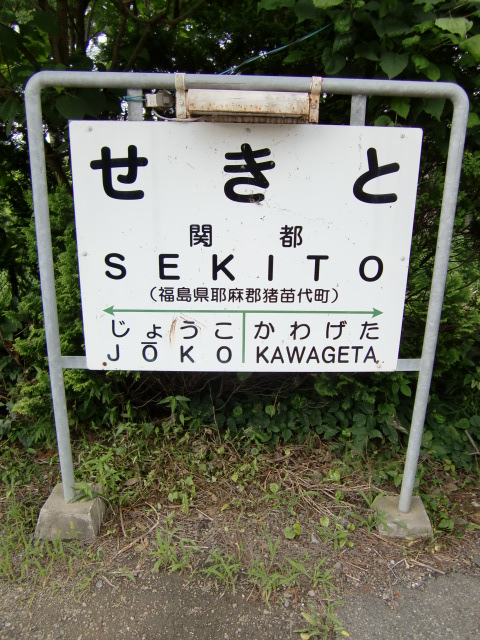 せきと
関都
SEKITO
(福島県耶麻郡猪苗代町)
じょうこ かわげた
JŌKO KAWAGETA